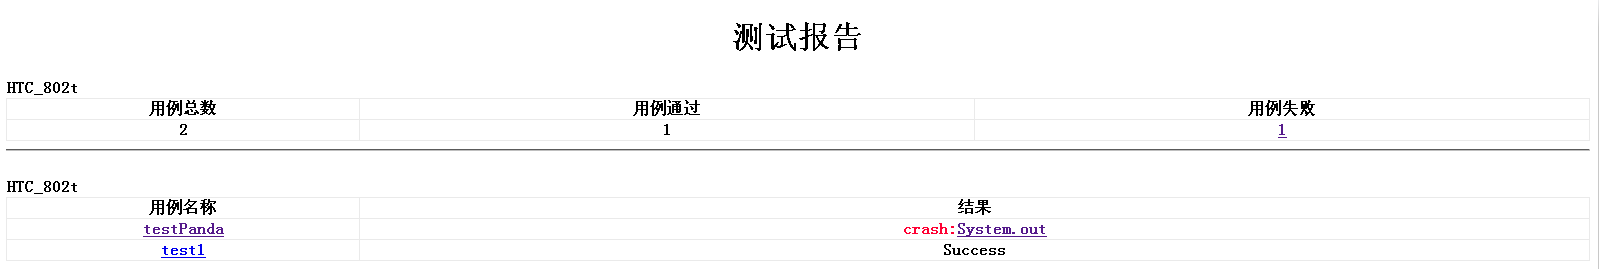 测试报告
HTC_802t
用例总数 用例通过 用例失败
2 1 1
HTC_802t
用例名称 结果
testPanda crash:System.out
test1 Success